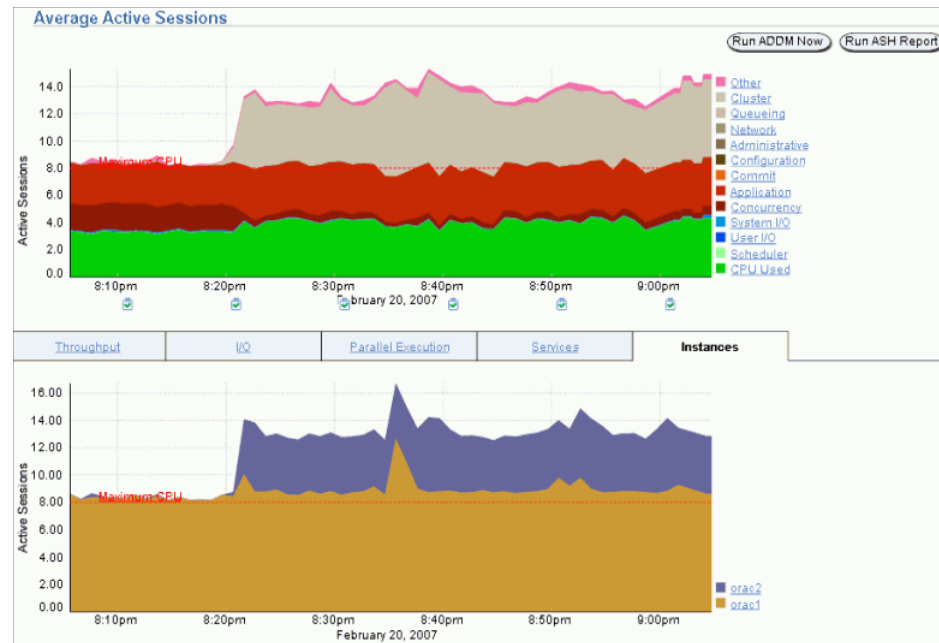 Average Active Sessions
Run ADDM Now
Run ASH Report
14.0
12.0
10.0
8.0
6.0
4.0
2.0
0.0
Active Sessions
Maximum CPU
Other
Cluster
Queueing
Network
Administrative
Configuration
Commit
Application
Concurrency
System I/O
User I/O
Scheduler
CPU Used
8:10pm 8:20pm 8:30pm 8:40pm 8:50pm 9:00pm
February 20, 2007
Throughput I/O Parallel Execution Services Instances
16.00
14.00
12.00
10.00
8.00
6.00
4.00
2.00
0.00
Active Sessions
Maximum CPU
orac2
orac1
8:10pm 8:20pm 8:30pm 8:40pm 8:50pm 9:00pm
February 20, 2007